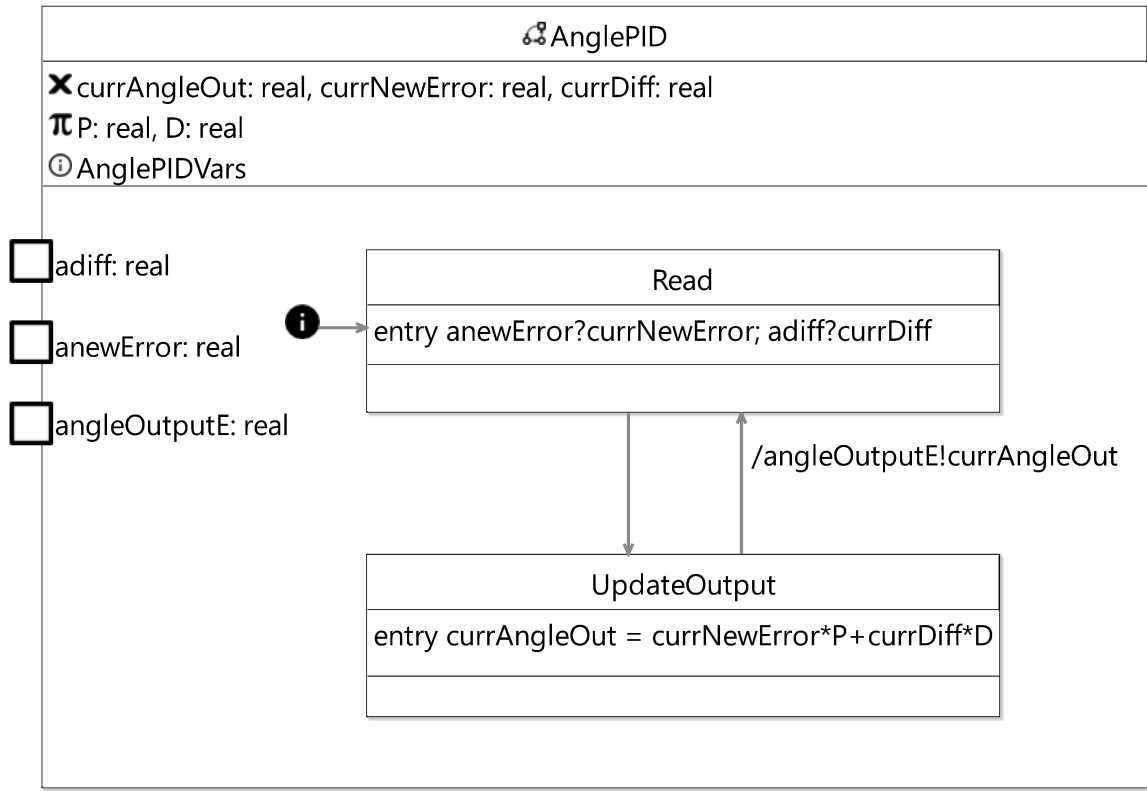 AnglePID
currAngleOut: real, currNewError: real, currDiff: real
π P: real, D: real
i AnglePIDVars
adiff: real
anewError: real
angleOutputE: real
i
Read
entry anewError?currNewError; adiff?currDiff
/angleOutputE!currAngleOut
UpdateOutput
entry currAngleOut = currNewError*P+currDiff*D